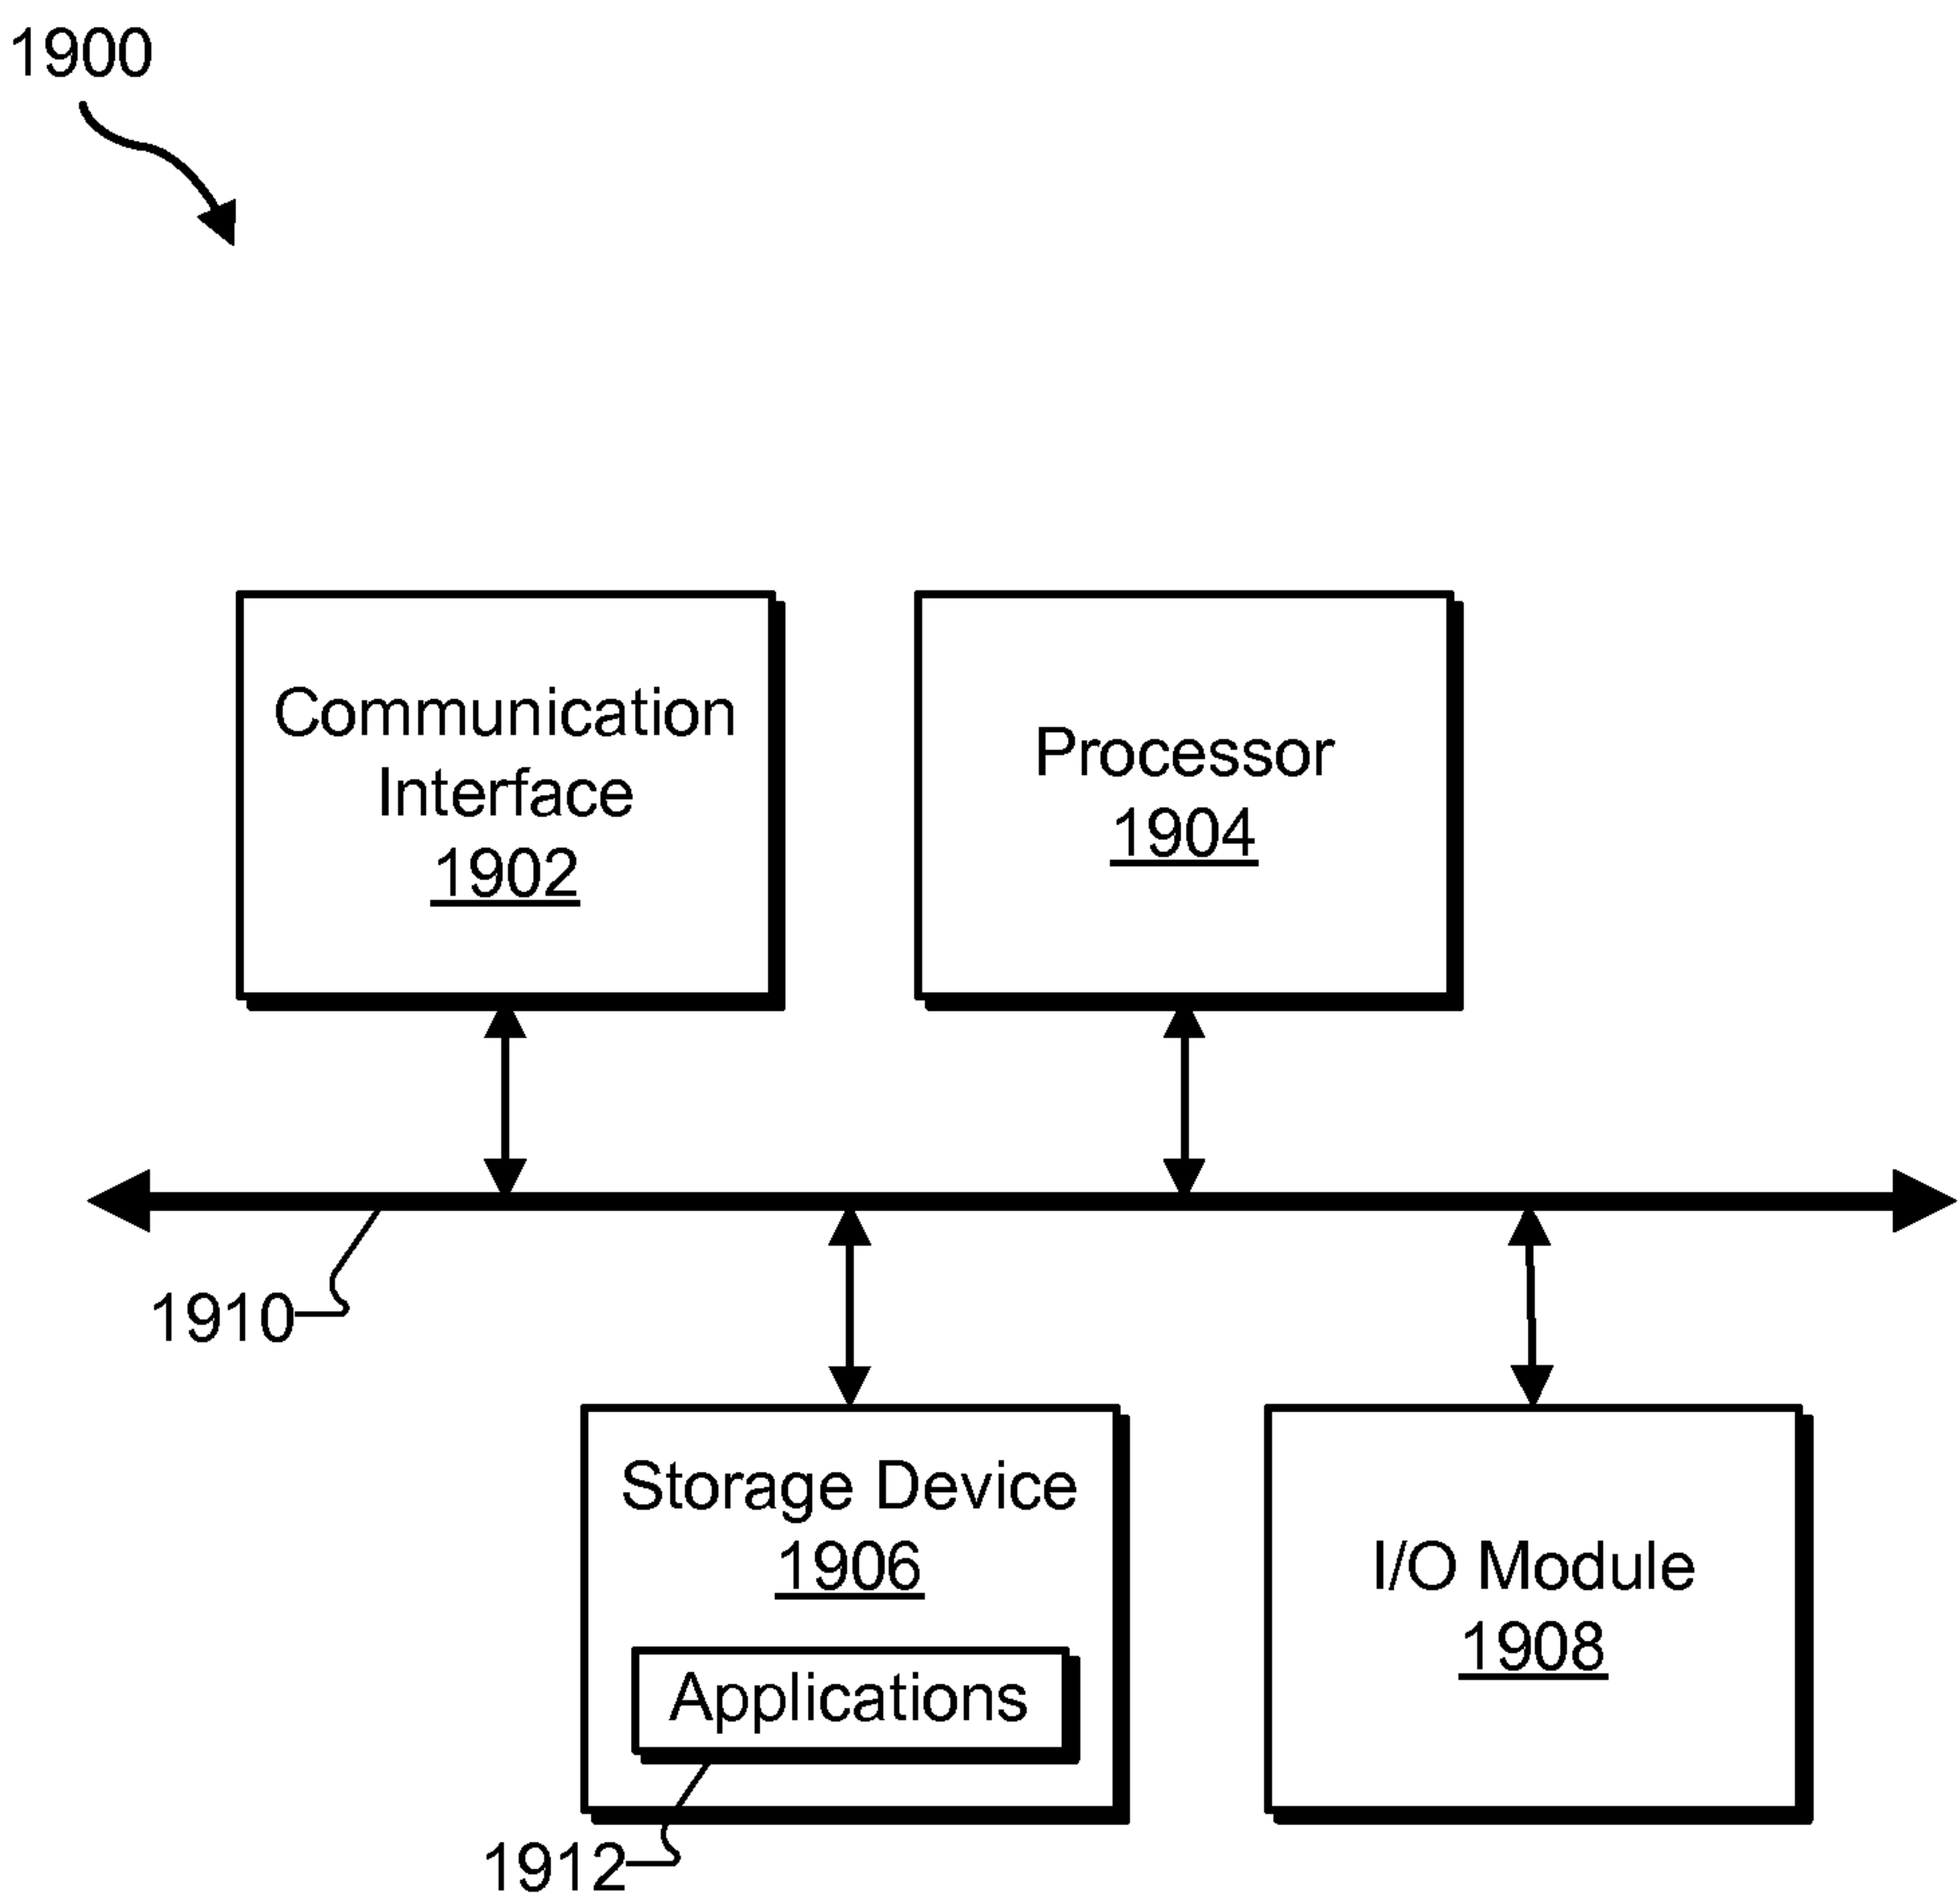 1900
Communication
Interface
1902
Processor
1904
1910
Storage Device
1906
Applications
1912
I/O Module
1908